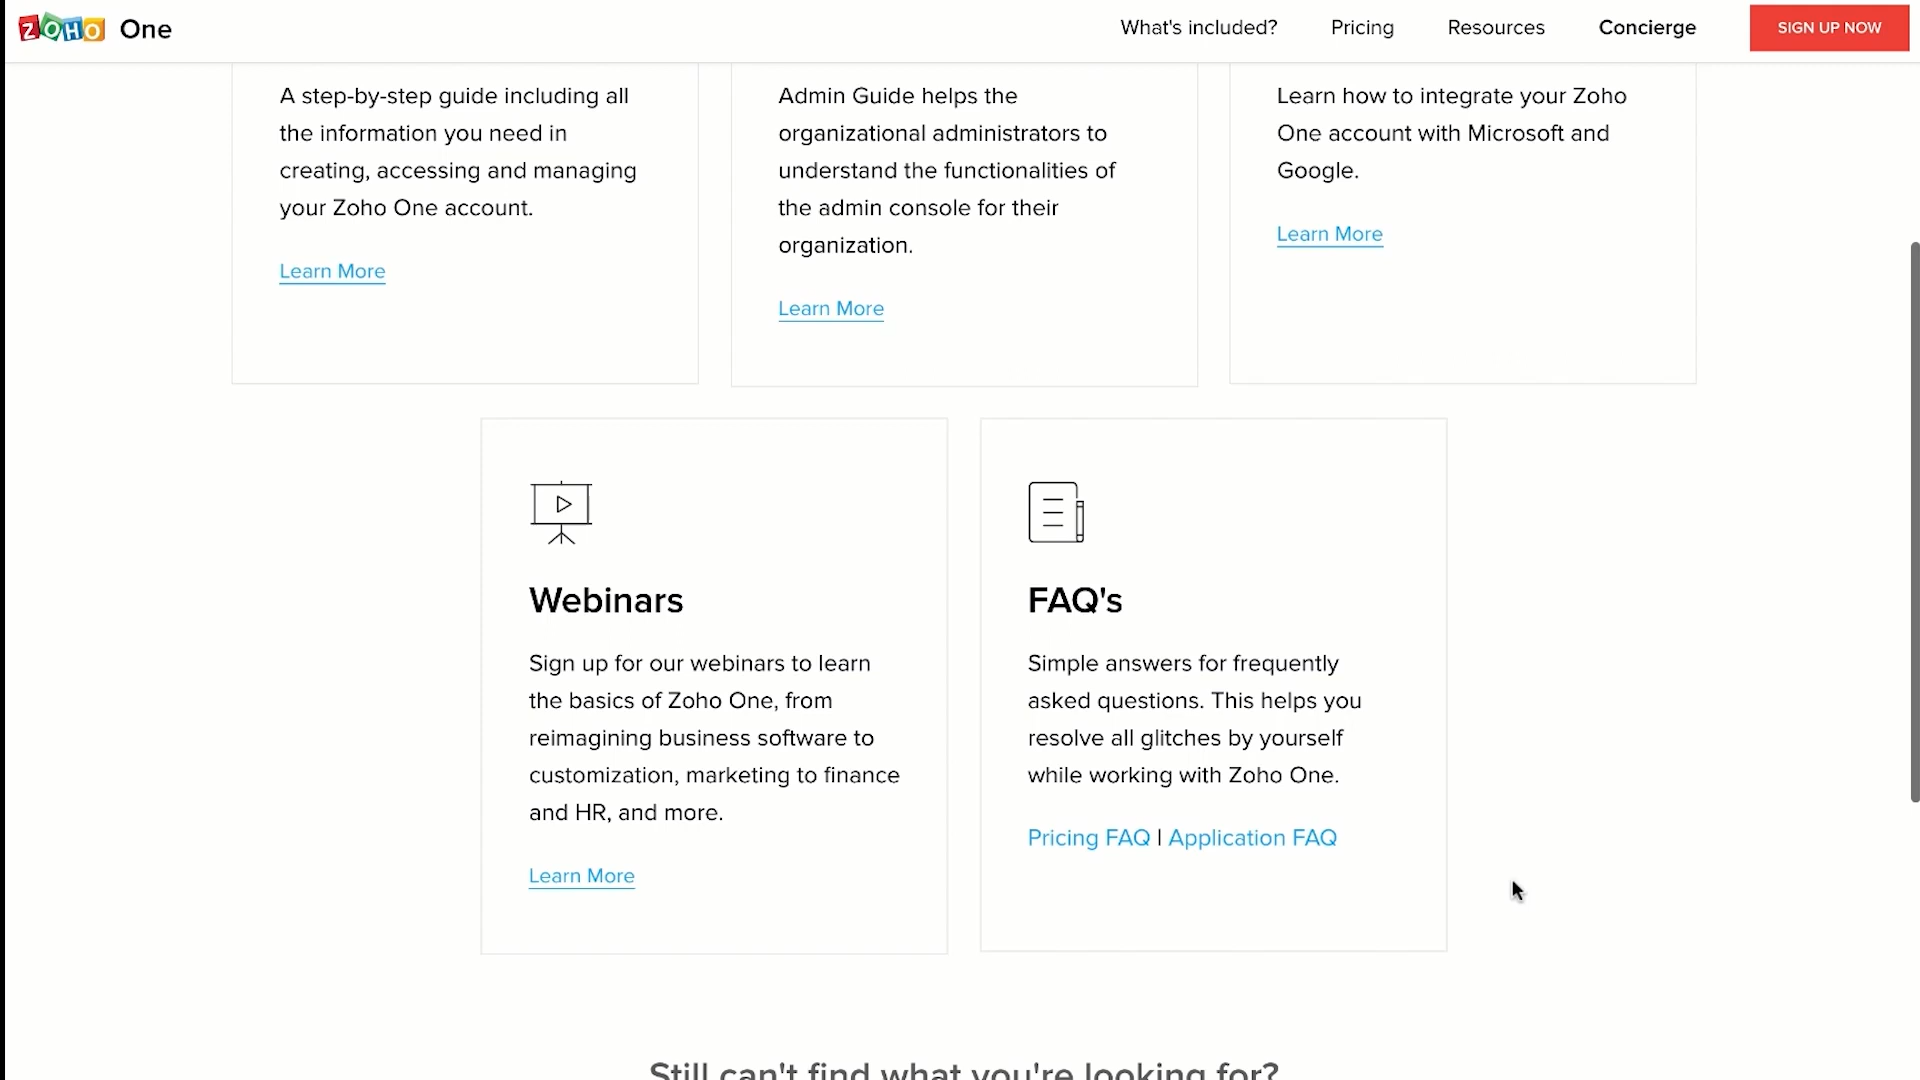 ZOHO One
What's included?
Pricing
Resources
Concierge
SIGN UP NOW
A step-by-step guide including all
the information you need in
creating, accessing and managing
your Zoho One account.
Learn More
Admin Guide helps the
organizational administrators to
understand the functionalities of
the admin console for their
organization.
Learn More
Learn how to integrate your Zoho
One account with Microsoft and
Google.
Learn More
Webinars
Sign up for our webinars to learn
the basics of Zoho One, from
reimagining business software to
customization, marketing to finance
and HR, and more.
Learn More
FAQ's
Simple answers for frequently
asked questions. This helps you
resolve all glitches by yourself
while working with Zoho One.
Pricing FAQ | Application FAQ
Still can't find what you're looking for?